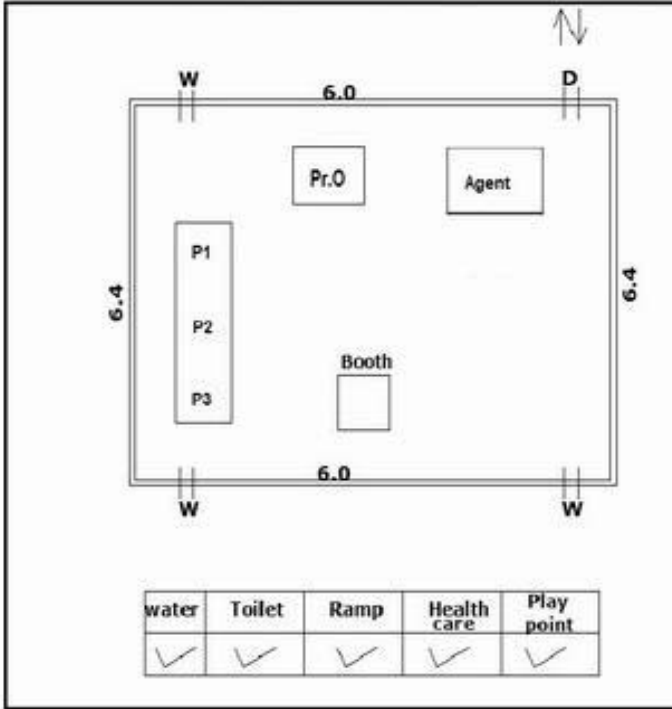 W
D
6.0
Pr.O
Agent
P1
6.4
6.4
P2
Booth
P3
6.0
W
W
water Toilet Ramp Health care Play point